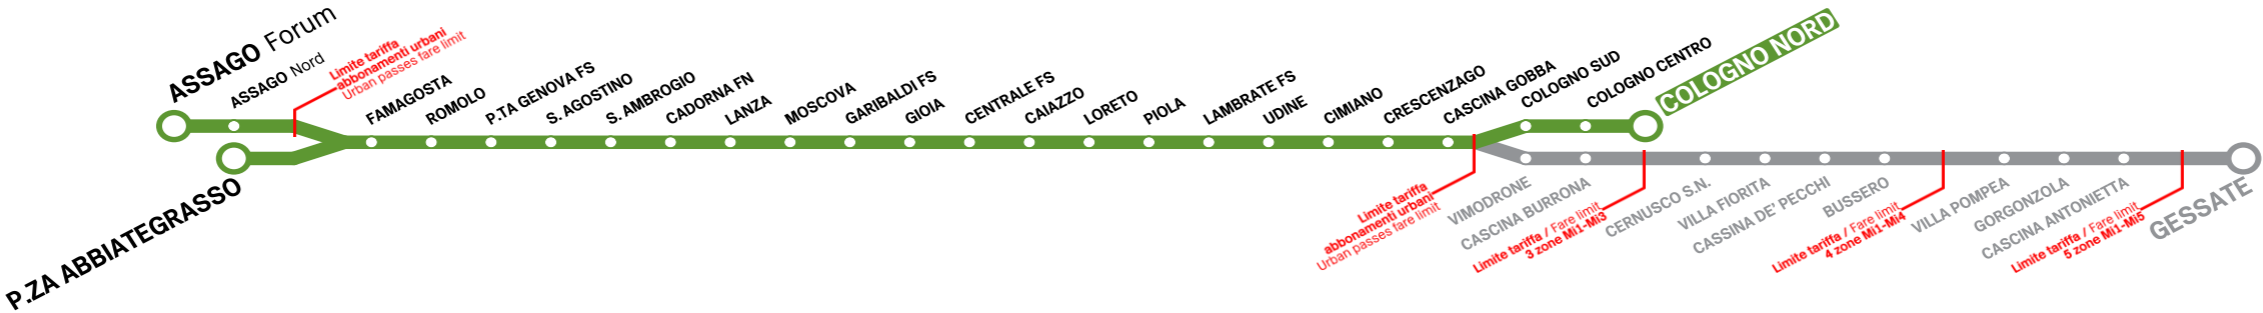 ASSAGO Forum
ASSAGO Nord
Limite tariffa
abbonamenti urbani
Urban passes fare limit
P.ZA ABBIATEGRASSO
FAMAGOSTA
ROMOLO
P.TA GENOVA FS
S. AGOSTINO
S. AMBROGIO
CADORNA FN
LANZA
MOSCOVA
GARIBALDI FS
GIOIA
CENTRALE FS
CAIAZZO
LORETO
PIOLA
LAMBRATE FS
UDINE
CIMIANO
CRESCENZAGO
CASCINA GOBBA
COLOGNO SUD
COLOGNO CENTRO
COLOGNO NORD
Limite tariffa
abbonamenti urbani
Urban passes fare limit
VIMODRONE
CASCINA BURRONA
Limite tariffa / Fare limit
3 zone Mi1-Mi3
CERNUSCO S.N.
VILLA FIORITA
CASSINA DE' PECCHI
BUSSERO
Limite tariffa / Fare limit
4 zone Mi1-Mi4
VILLA POMPEA
GORGONZOLA
CASCINA ANTONIETTA
Limite tariffa / Fare limit
5 zone Mi1-Mi5
GESSATE